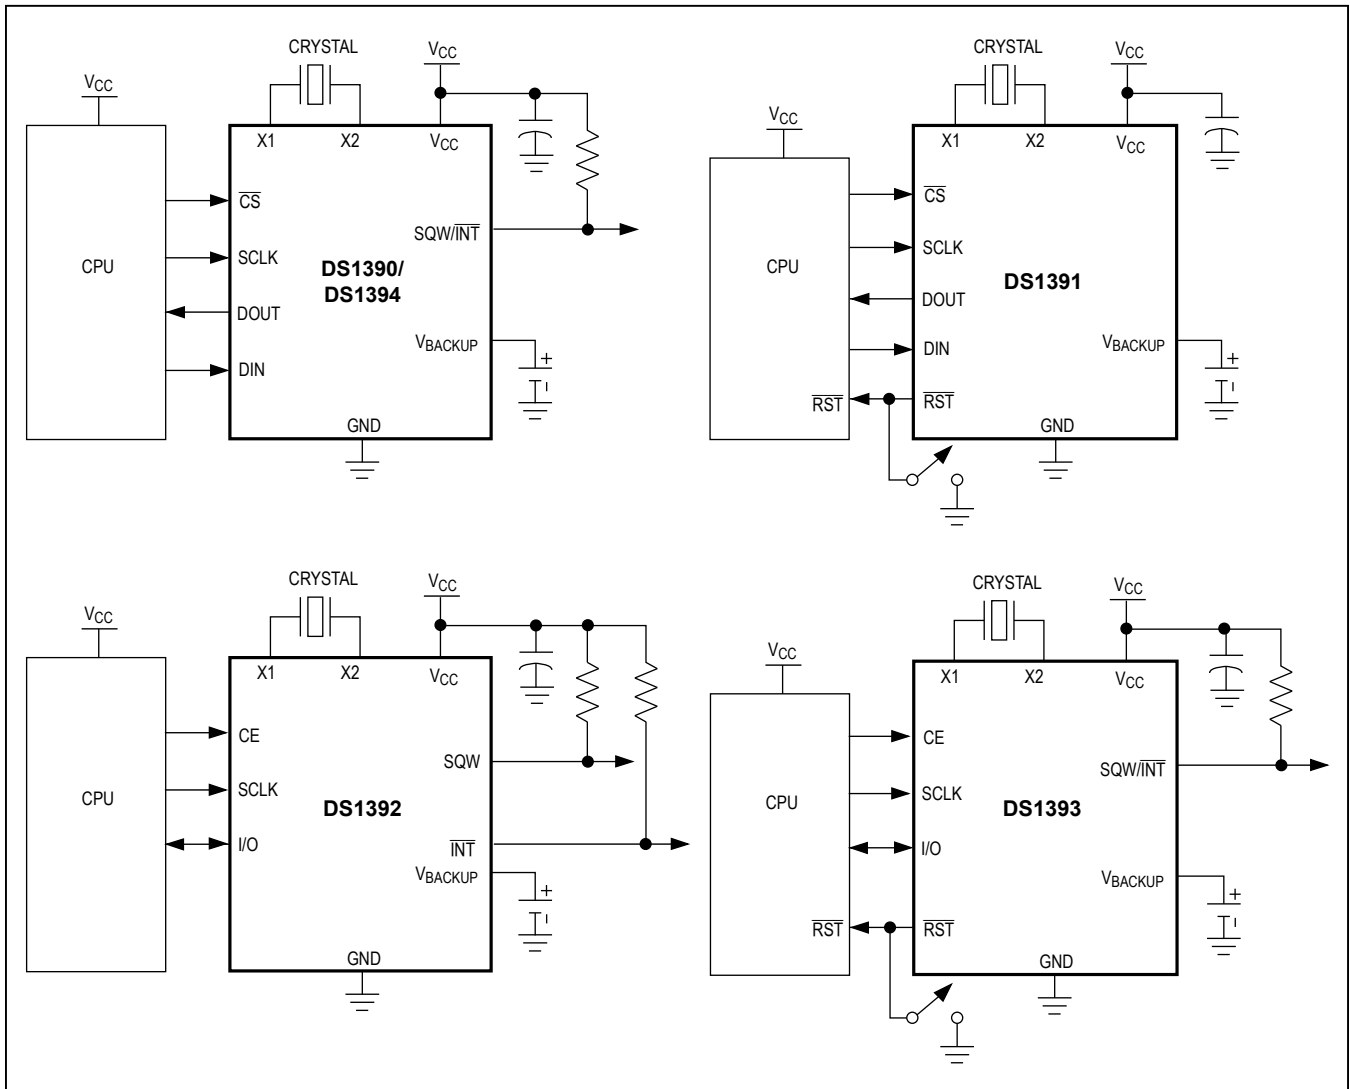 CRYSTAL
VCC
VCC
X1 X2 VCC
CS
SCLK
DOUT
DIN
CPU
DS1390/
DS1394
SQW/INT
VBACKUP
+
GND
CRYSTAL
VCC
VCC
X1 X2 VCC
CS
SCLK
DOUT
DIN
RST RST
CPU
DS1391
VBACKUP
+
GND
CRYSTAL
VCC
VCC
X1 X2 VCC
CE
SCLK
I/O
CPU
DS1392
SQW
INT
VBACKUP
+
GND
CRYSTAL
VCC
VCC
X1 X2 VCC
CE
SCLK
I/O
RST RST
CPU
DS1393
SQW/INT
VBACKUP
+
GND